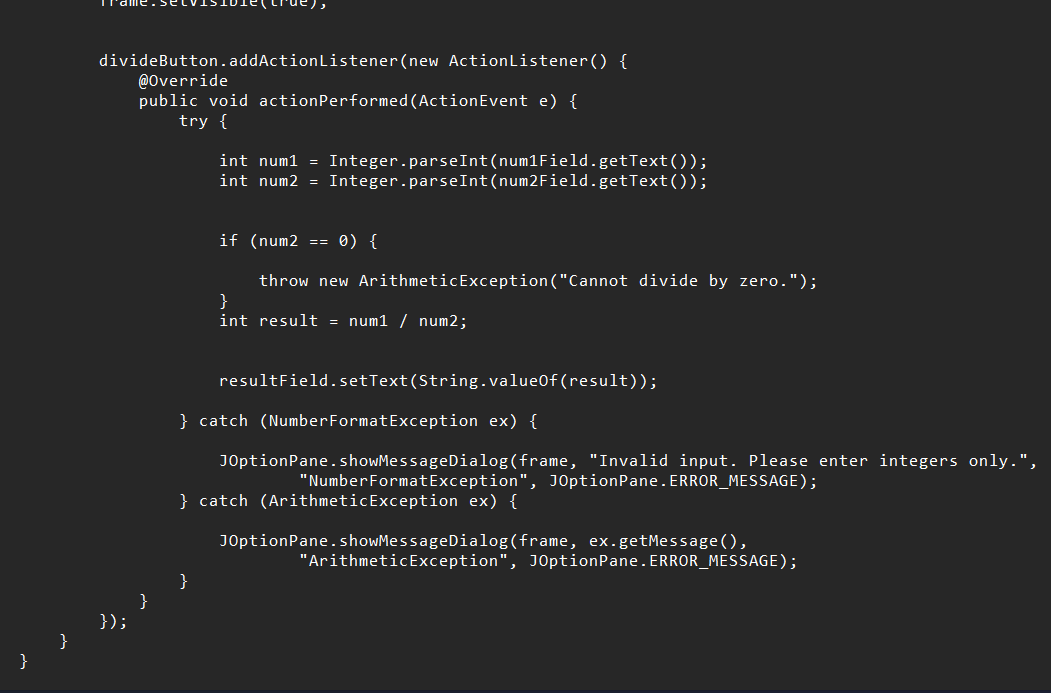 frame.setVisible(true);
divideButton.addActionListener(new ActionListener() {
@Override
public void actionPerformed(ActionEvent e) {
try {
int num1 = Integer.parseInt(num1Field.getText());
int num2 = Integer.parseInt(num2Field.getText());
if (num2 == 0) {
throw new ArithmeticException("Cannot divide by zero.");
}
int result = num1 / num2;
resultField.setText(String.valueOf(result));
} catch (NumberFormatException ex) {
JOptionPane.showMessageDialog(frame, "Invalid input. Please enter integers only.",
"NumberFormatException", JOptionPane.ERROR_MESSAGE);
} catch (ArithmeticException ex) {
JOptionPane.showMessageDialog(frame, ex.getMessage(),
"ArithmeticException", JOptionPane.ERROR_MESSAGE);
}
}
});
}
}